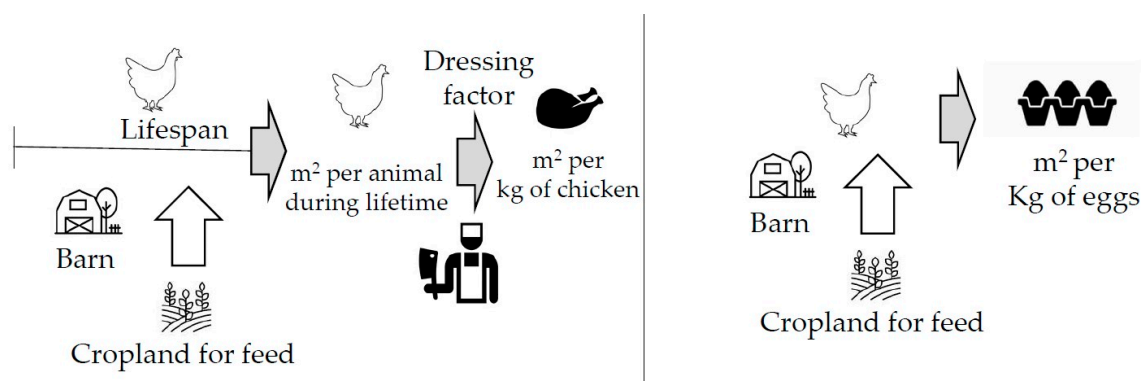 Lifespan
Barn
Cropland for feed
m² per animal
during lifetime
Dressing
factor
m² per
kg of chicken
Barn
Cropland for feed
m² per
Kg of eggs